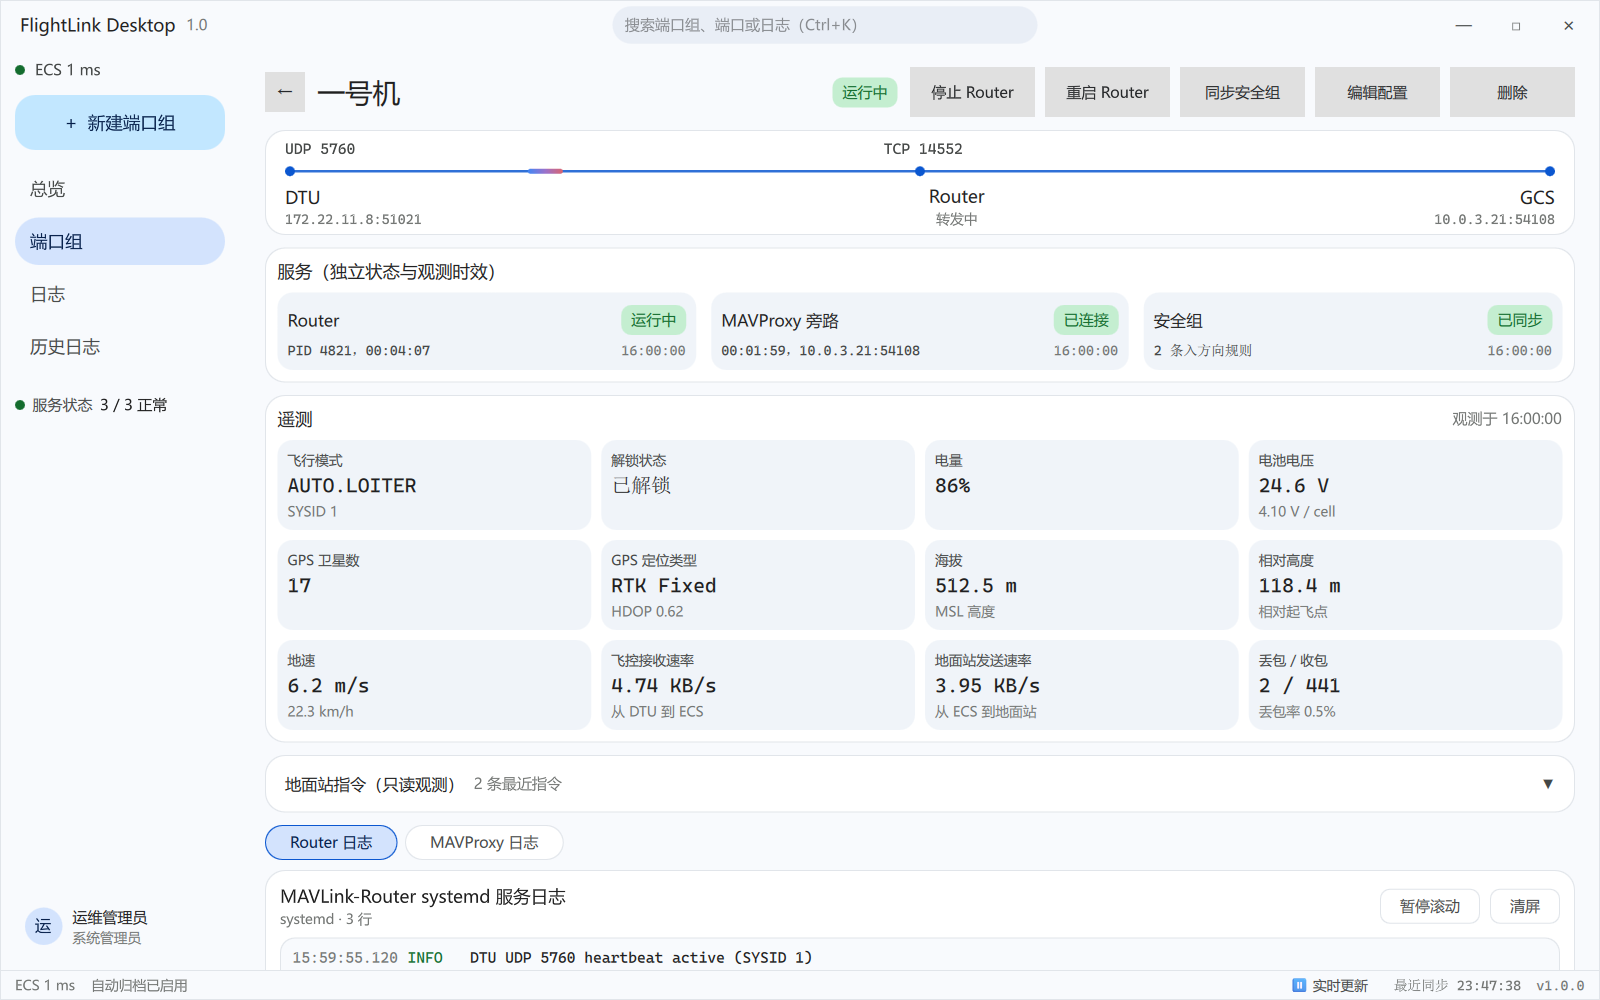 FlightLink Desktop 1.0
搜索端口组、端口或日志（Ctrl+K）
ECS 1 ms
+ 新建端口组
总览
端口组
日志
历史日志
服务状态 3 / 3 正常
运
运维管理员
系统管理员
← 一号机
运行中
停止 Router
重启 Router
同步安全组
编辑配置
删除
UDP 5760
TCP 14552
DTU
172.22.11.8:51021
Router
转发中
GCS
10.0.3.21:54108
服务（独立状态与观测时效）
Router
运行中
PID 4821, 00:04:07
16:00:00
MAVProxy 旁路
已连接
00:01:59, 10.0.3.21:54108
16:00:00
安全组
已同步
2 条入方向规则
16:00:00
遥测
观测于 16:00:00
飞行模式
AUTO.LOITER
SYSID 1
解锁状态
已解锁
电量
86%
电池电压
24.6 V
4.10 V / cell
GPS 卫星数
17
GPS 定位类型
RTK Fixed
HDOP 0.62
海拔
512.5 m
MSL 高度
相对高度
118.4 m
相对起飞点
地速
6.2 m/s
22.3 km/h
飞控接收速率
4.74 KB/s
从 DTU 到 ECS
地面站发送速率
3.95 KB/s
从 ECS 到地面站
丢包 / 收包
2 / 441
丢包率 0.5%
地面站指令（只读观测） 2 条最近指令
Router 日志
MAVProxy 日志
MAVLink-Router systemd 服务日志
systemd · 3 行
暂停滚动
清屏
15:59:55.120 INFO DTU UDP 5760 heartbeat active (SYSID 1)
ECS 1 ms 自动归档已启用
实时更新 最近同步 23:47:38 v1.0.0